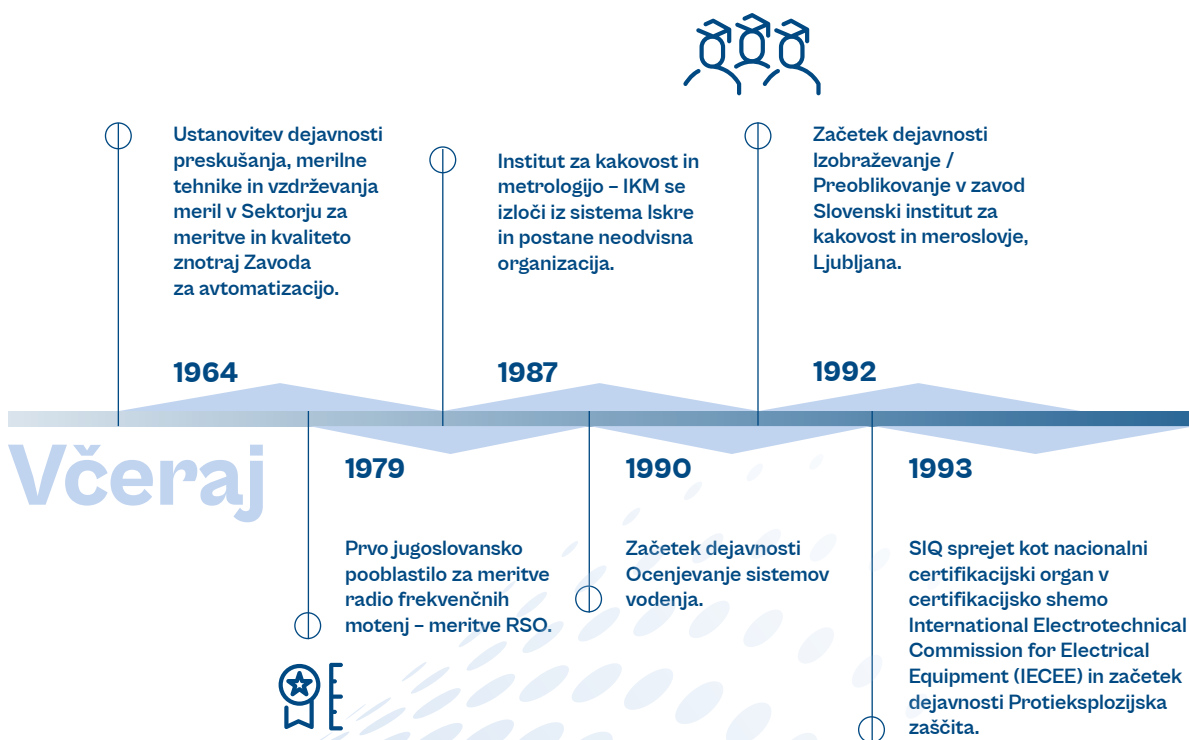 Ustanovitev dejavnosti
preskušanja, merilne
tehnike in vzdrževanja
meril v Sektorju za
meritve in kvaliteto
znotraj Zavoda
za avtomatizacijo.
1964
Institut za kakovost in
metrologijo – IKM se
izloči iz sistema Iskre
in postane neodvisna
organizacija.
1987
Začetek dejavnosti
Izobraževanje /
Preoblikovanje v zavod
Slovenski institut za
kakovost in meroslovje,
Ljubljana.
1992
Včeraj
1979
Prvo jugoslovansko
pooblastilo za meritve
radio frekvenčnih
motenj – meritve RSO.
1990
Začetek dejavnosti
Ocenjevanje sistemov
vodenja.
1993
SIQ sprejet kot nacionalni
certifikacijski organ v
certifikacijsko shemo
International Electrotechnical
Commission for Electrical
Equipment (IECEE) in začetek
dejavnosti Protieksplozijska
zaščita.